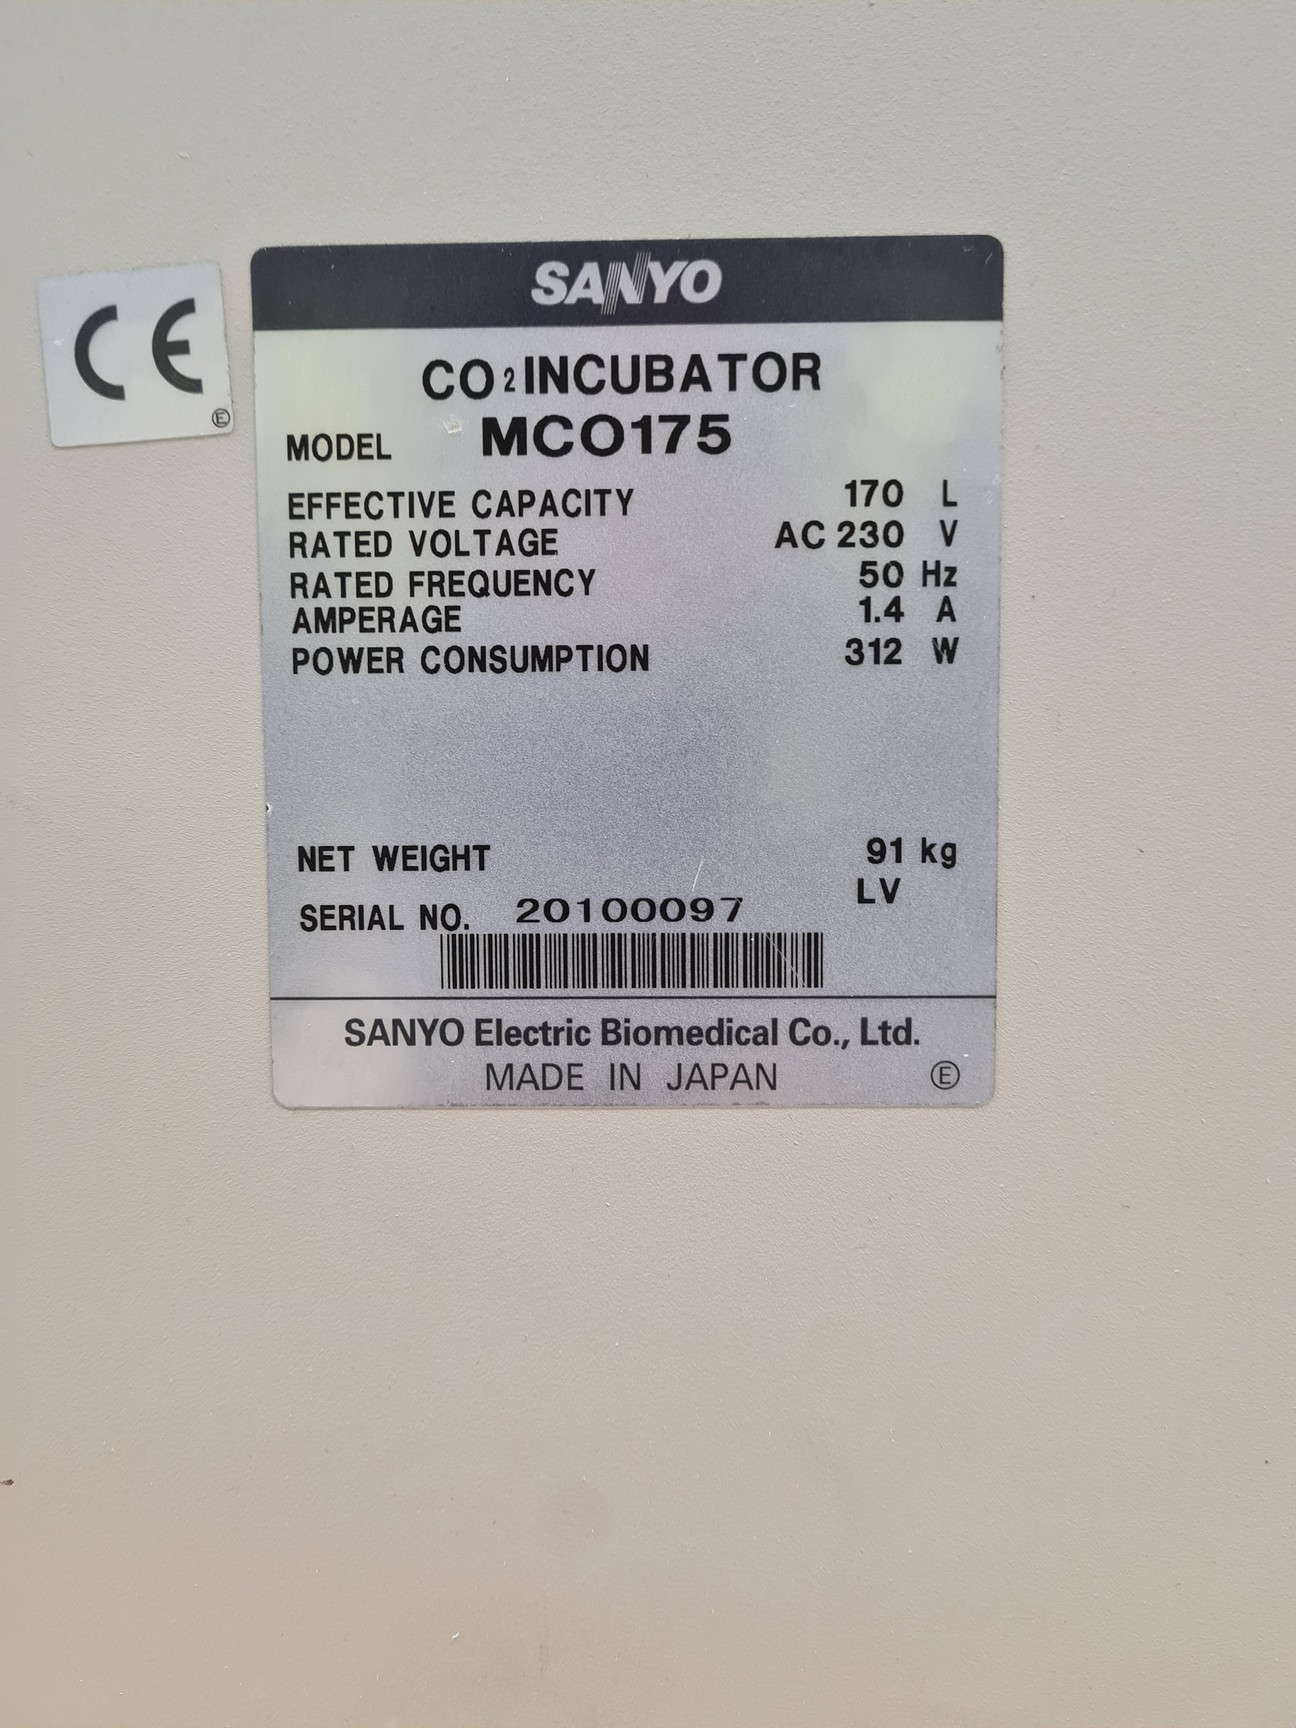 CE
Ⓔ
SANYO
CO₂ INCUBATOR
MODEL MCO175
EFFECTIVE CAPACITY 170 L
RATED VOLTAGE AC 230 V
RATED FREQUENCY 50 Hz
AMPERAGE 1.4 A
POWER CONSUMPTION 312 W
NET WEIGHT 91 kg
LV
SERIAL NO. 20100097
SANYO Electric Biomedical Co., Ltd.
MADE IN JAPAN Ⓔ